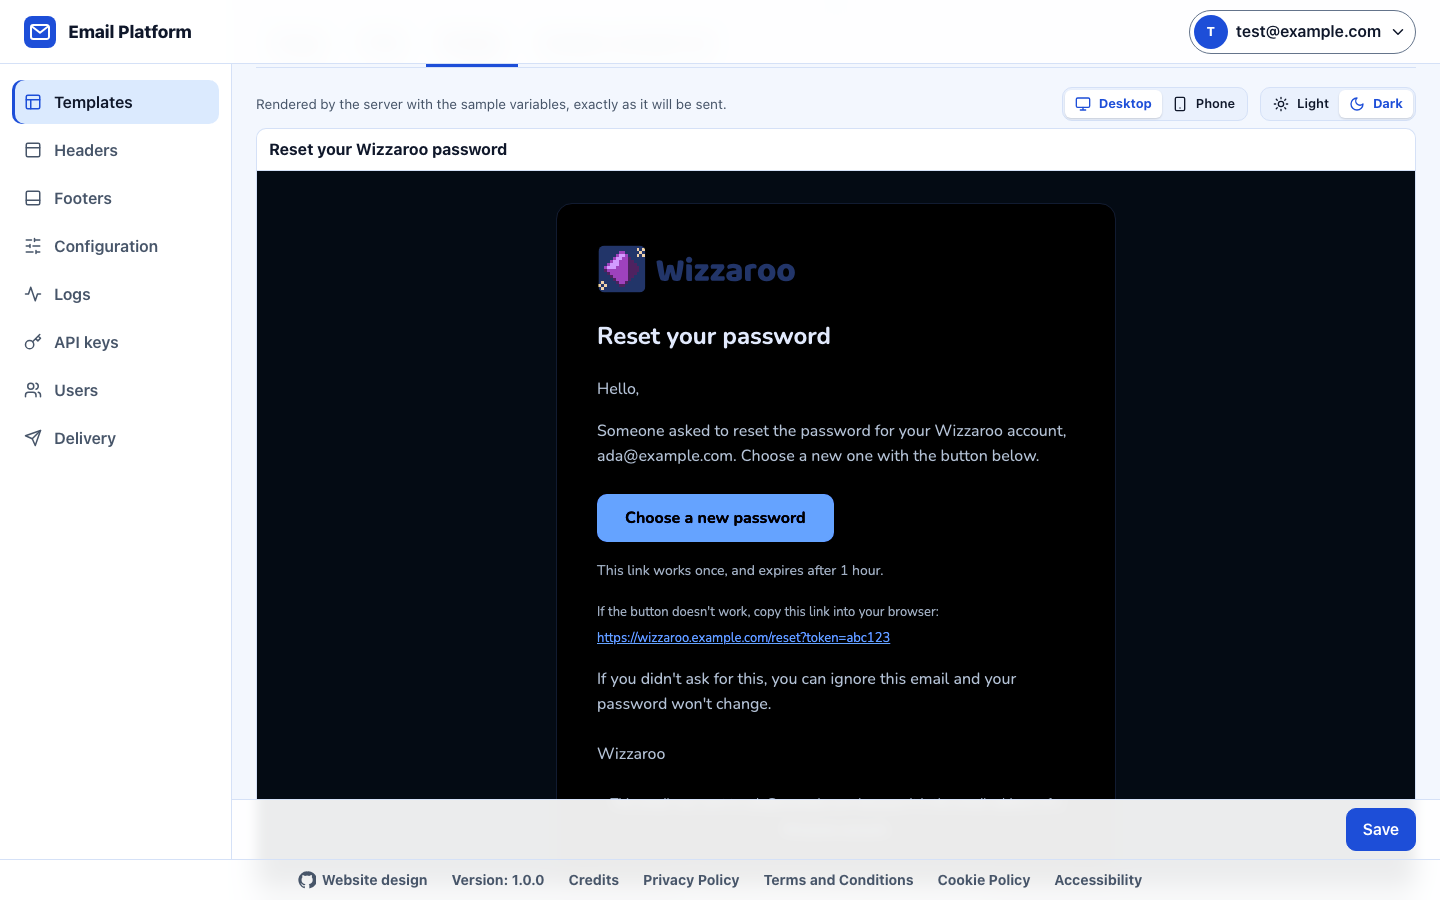 Email Platform
test@example.com
T
Templates
Headers
Footers
Configuration
Logs
API keys
Users
Delivery
Rendered by the server with the sample variables, exactly as it will be sent.
Desktop
Phone
Light
Dark
Reset your Wizzaroo password
Wizzaroo
Reset your password
Hello,
Someone asked to reset the password for your Wizzaroo account,
ada@example.com. Choose a new one with the button below.
Choose a new password
This link works once, and expires after 1 hour.
If the button doesn't work, copy this link into your browser:
https://wizzaroo.example.com/reset?token=abc123
If you didn't ask for this, you can ignore this email and your
password won't change.
Wizzaroo
Save
Website design
Version: 1.0.0
Credits
Privacy Policy
Terms and Conditions
Cookie Policy
Accessibility